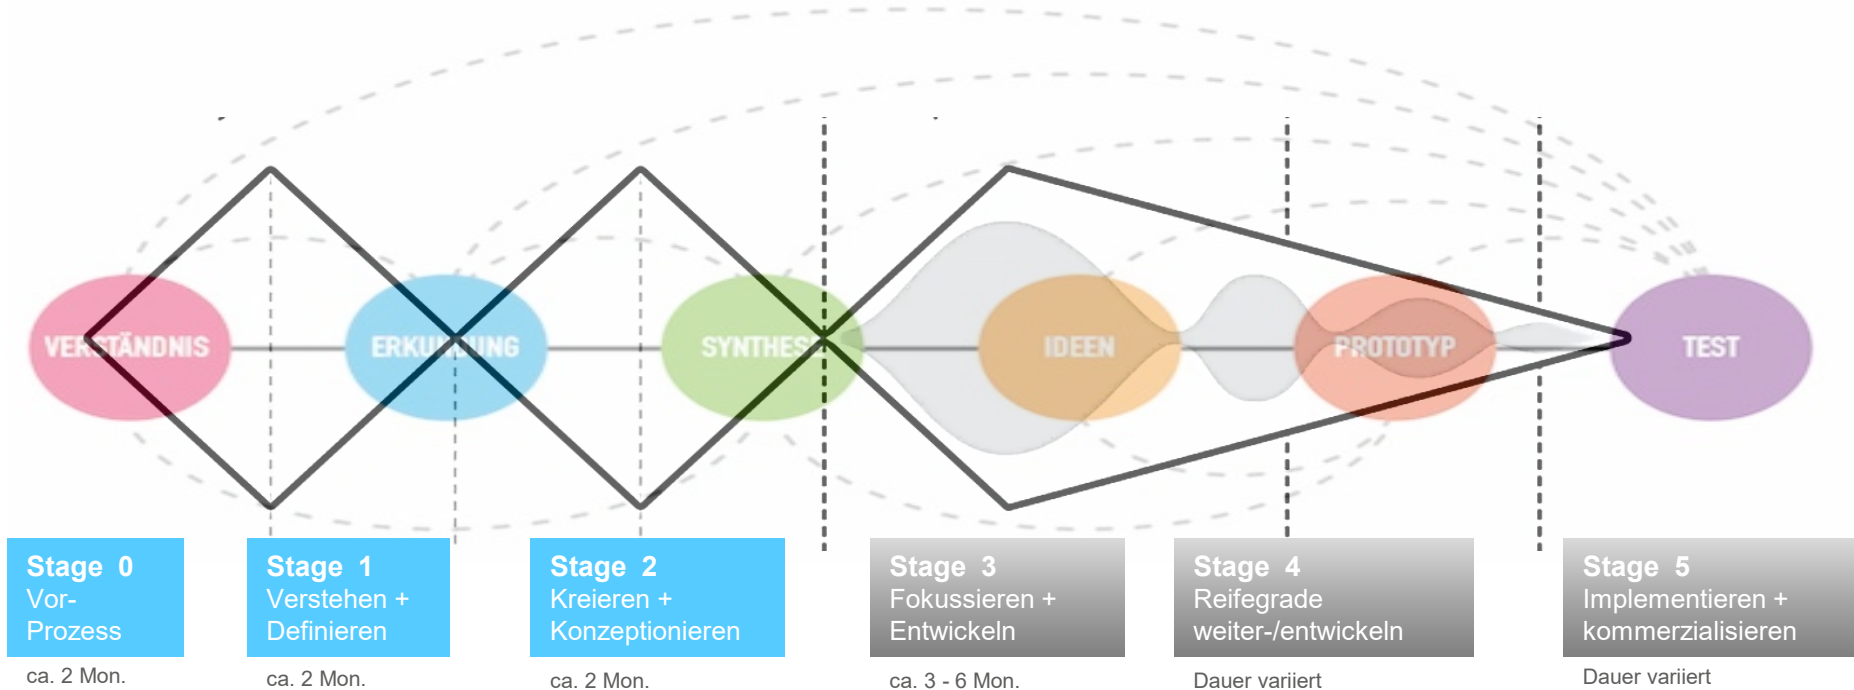 VERSTÄNDNIS
ERKUNDUNG
SYNTHESE
IDEEN
PROTOTYP
TEST
Stage 0
Vor-
Prozess
ca. 2 Mon.
Stage 1
Verstehen +
Definieren
ca. 2 Mon.
Stage 2
Kreieren +
Konzeptionieren
ca. 2 Mon.
Stage 3
Fokussieren +
Entwickeln
ca. 3 - 6 Mon.
Stage 4
Reifegrade
weiter-/entwickeln
Dauer variiert
Stage 5
Implementieren +
kommerzialisieren
Dauer variiert